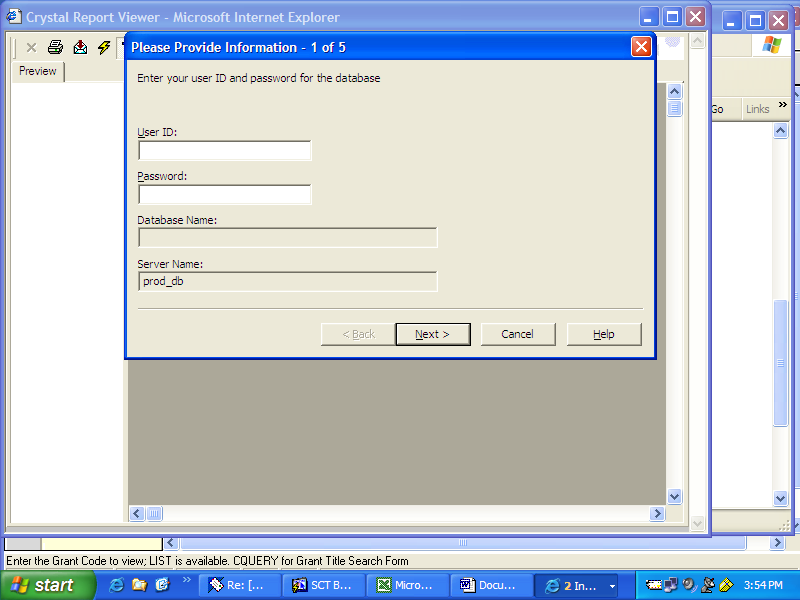 Crystal Report Viewer - Microsoft Internet Explorer
Please Provide Information - 1 of 5
Preview
Enter your user ID and password for the database
User ID:
Password:
Database Name:
Server Name:
prod_db
< Back
Next >
Cancel
Help
Go
Links »
Enter the Grant Code to view; LIST is available. CQUERY for Grant Title Search Form
start
»
Re: [...
SCT B...
Micro...
Docu...
2 In...
3:54 PM